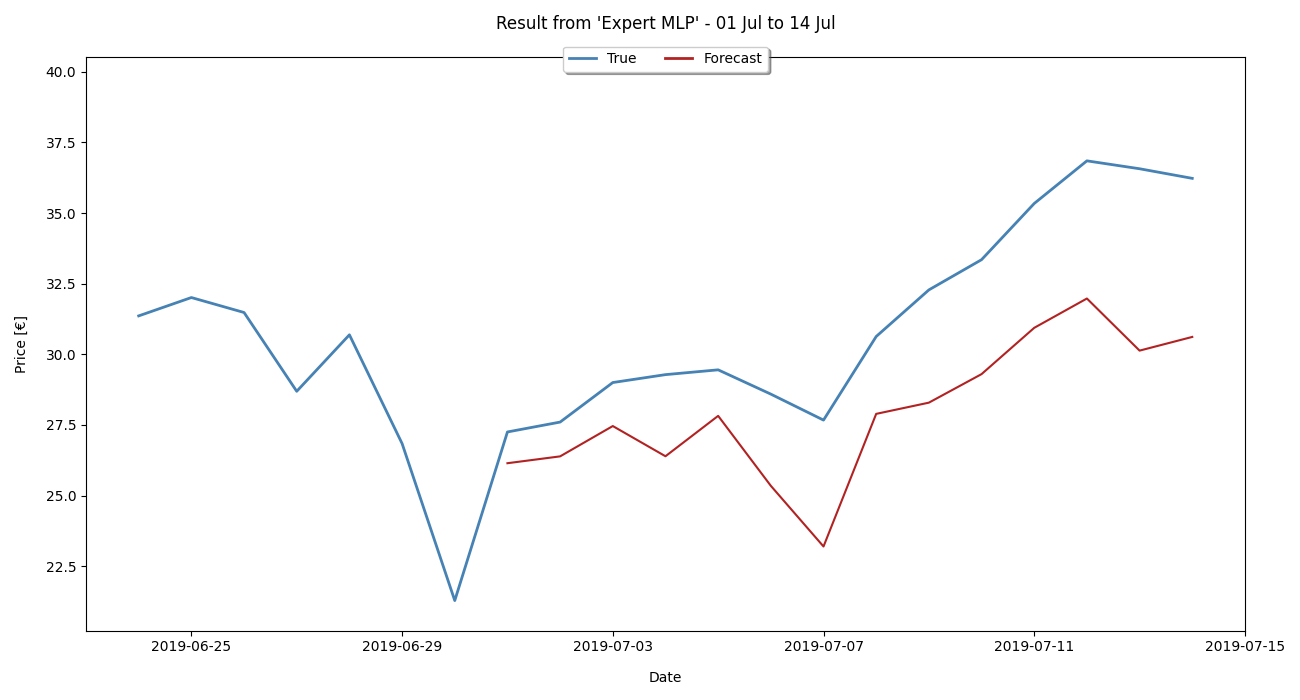 Result from 'Expert MLP' - 01 Jul to 14 Jul
True Forecast
40.0
37.5
35.0
32.5
30.0
27.5
25.0
22.5
Price [€]
2019-06-25 2019-06-29 2019-07-03 2019-07-07 2019-07-11 2019-07-15
Date